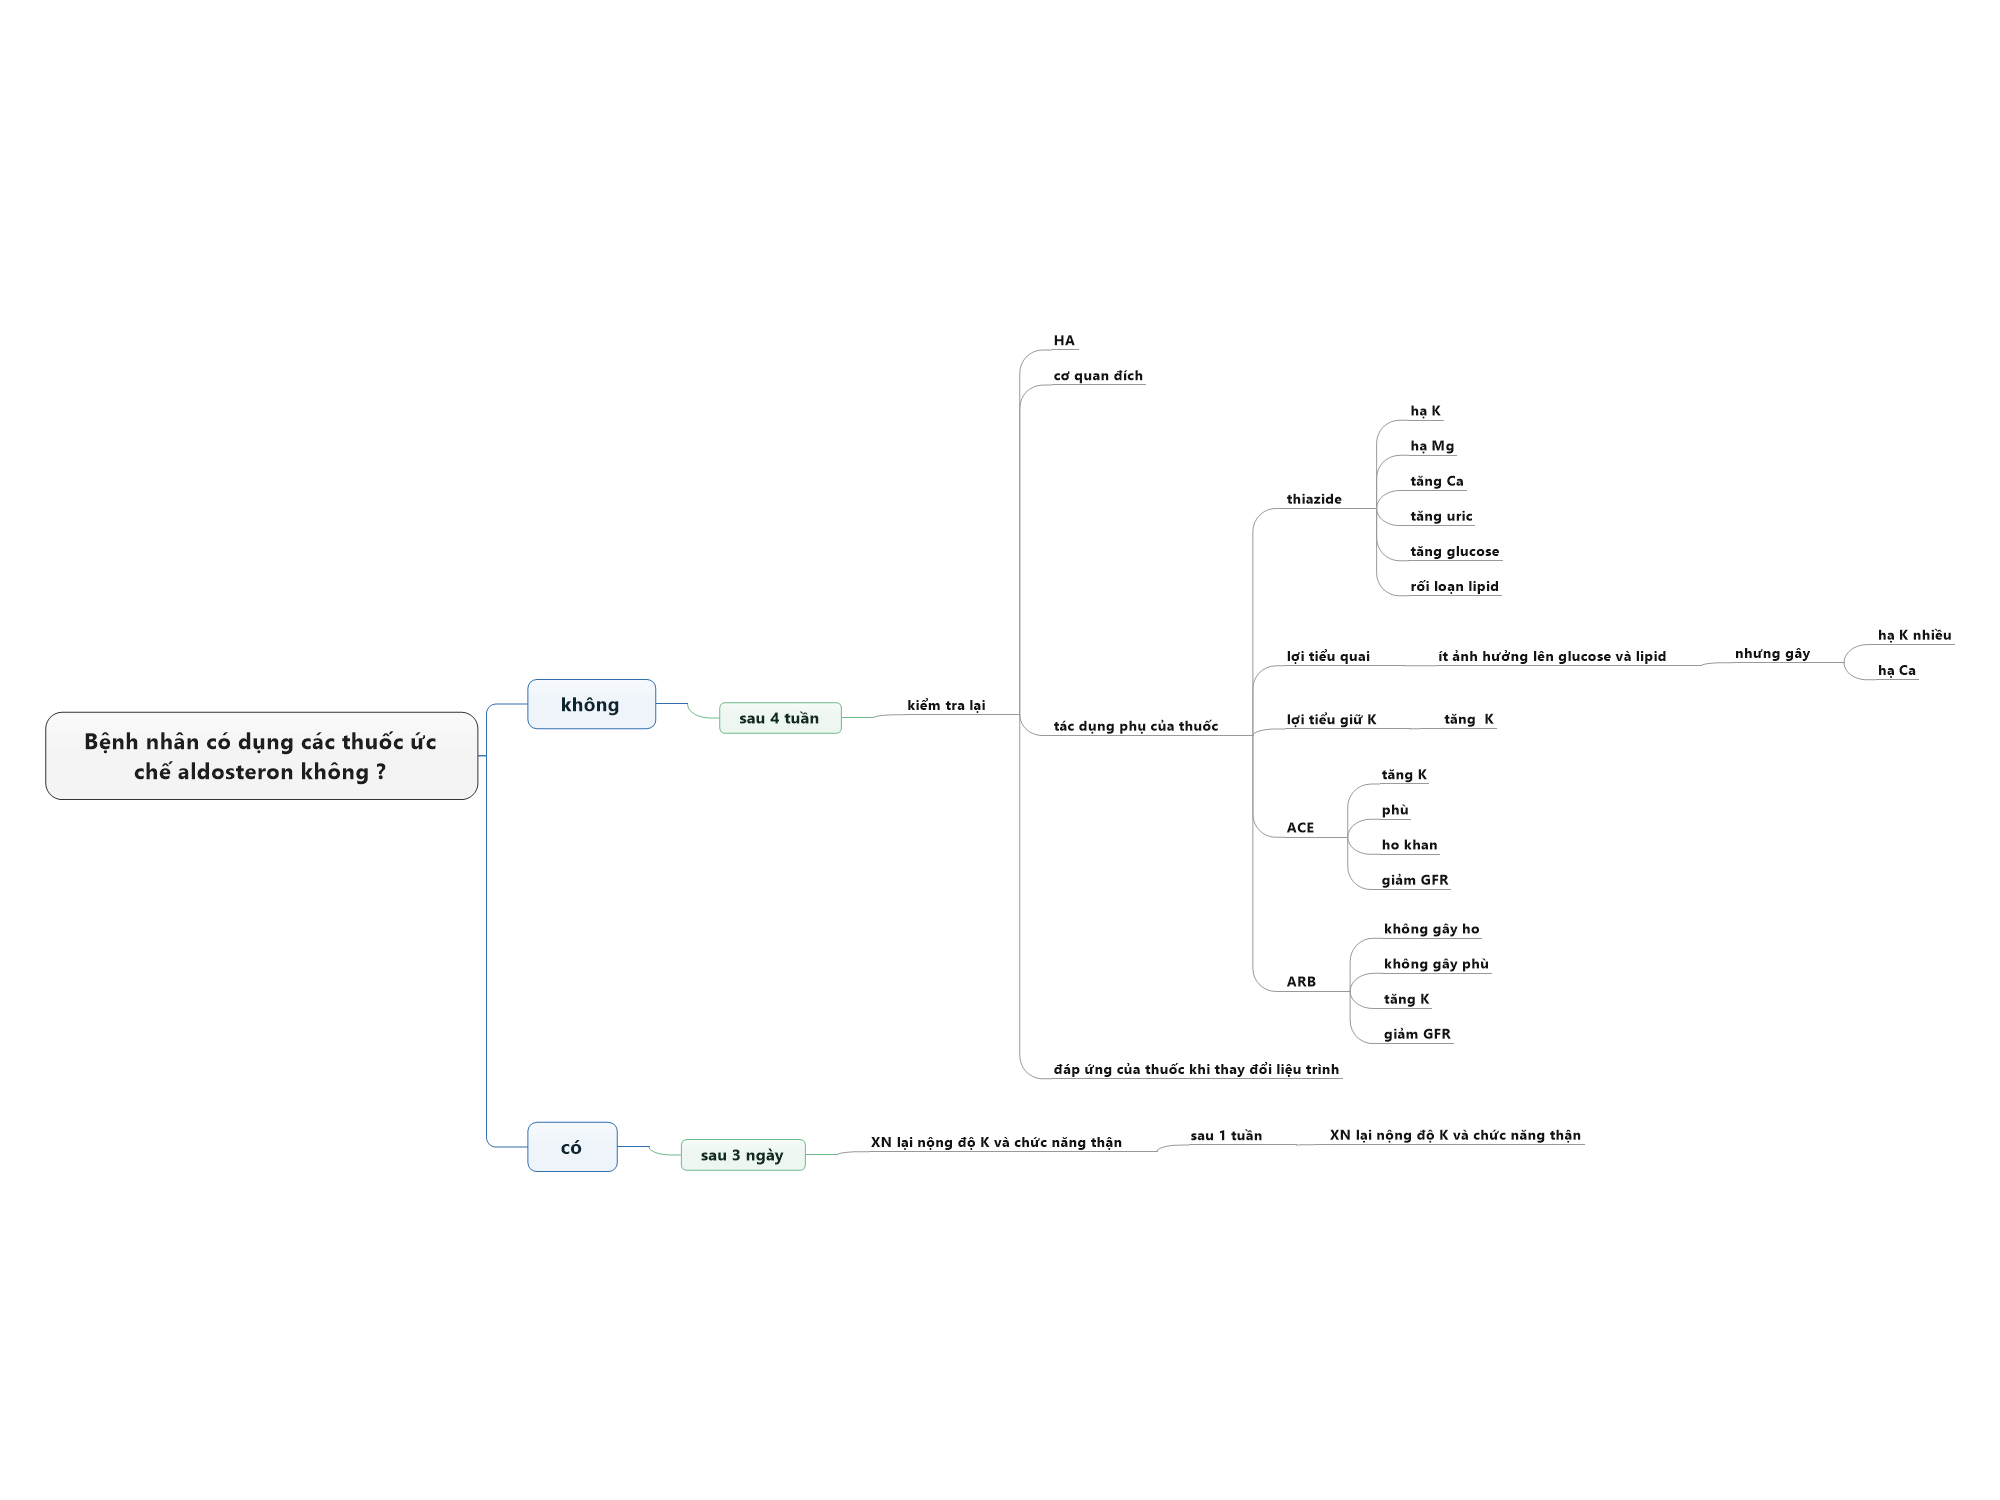 Bệnh nhân có dụng các thuốc ức
chế aldosteron không ?
không
sau 4 tuần
kiểm tra lại
HA
cơ quan đích
tác dụng phụ của thuốc
thiazide
hạ K
hạ Mg
tăng Ca
tăng uric
tăng glucose
rối loạn lipid
lợi tiểu quai
ít ảnh hưởng lên glucose và lipid
nhưng gây
hạ K nhiều
hạ Ca
lợi tiểu giữ K
tăng  K
ACE
tăng K
phù
ho khan
giảm GFR
ARB
không gây ho
không gây phù
tăng K
giảm GFR
đáp ứng của thuốc khi thay đổi liệu trình
có
sau 3 ngày
XN lại nộng độ K và chức năng thận
sau 1 tuần
XN lại nộng độ K và chức năng thận